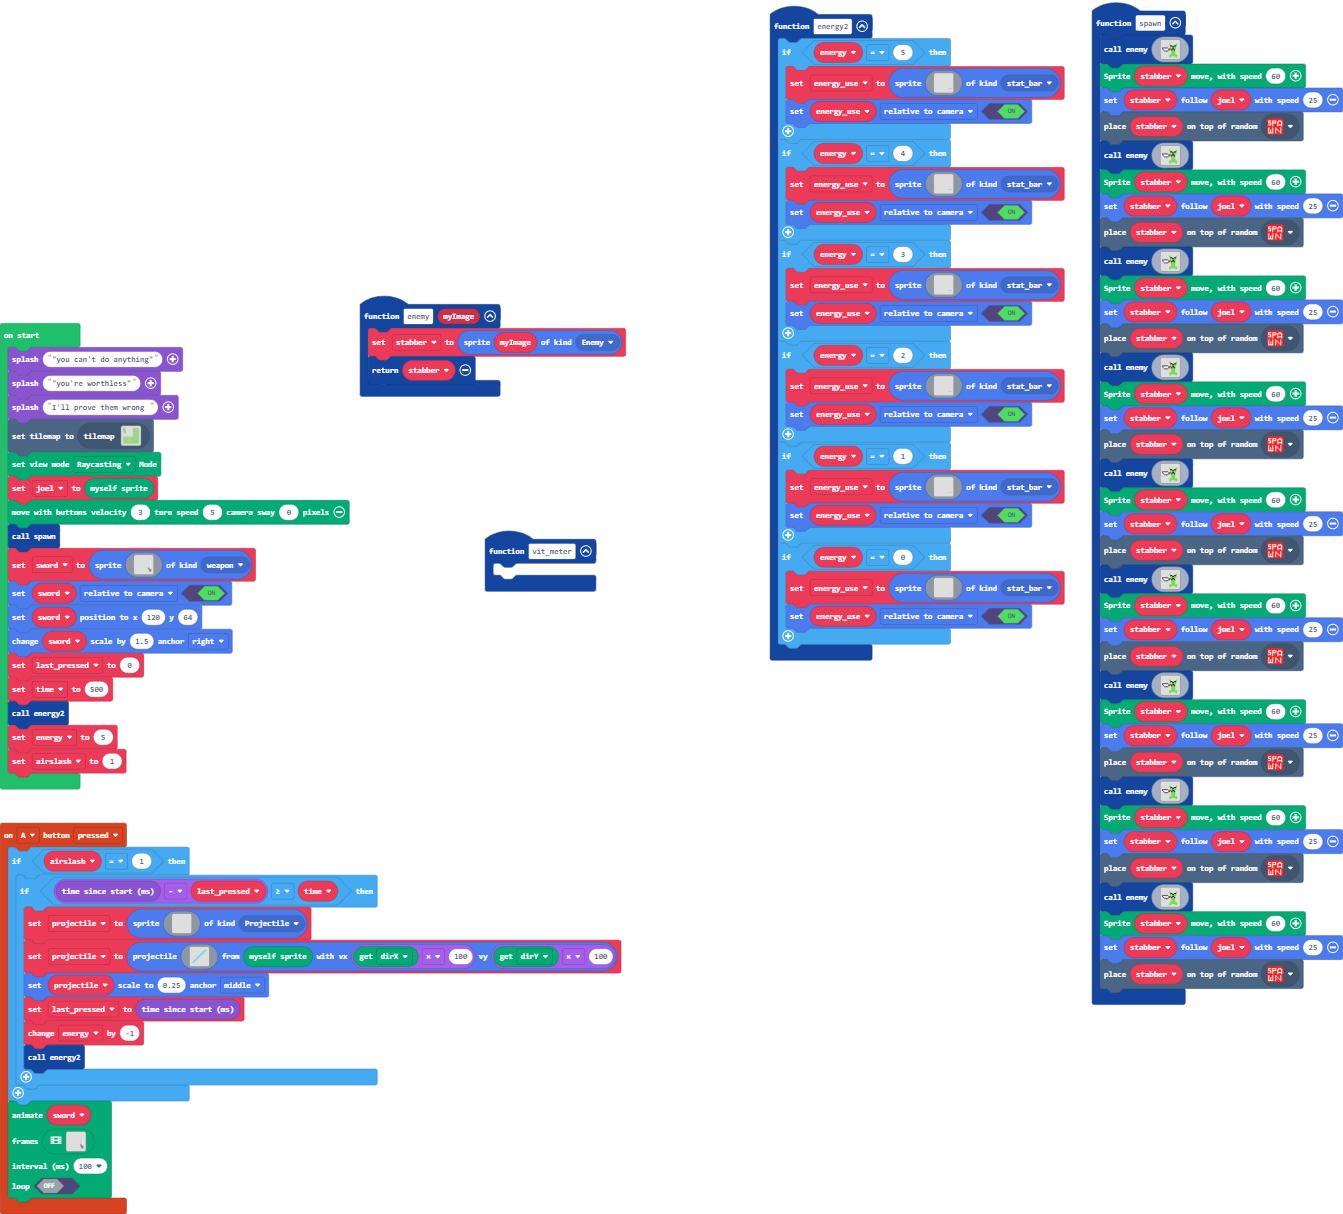 on start
splash "you can't do anything"
splash "you're worthless"
splash I'll prove them wrong
set tilemap to tilemap
set view mode Raycasting Mode
set joel to myself sprite
move with buttons velocity 3 turn speed 5 camera sway 0 pixels
call spawn
set sword to sprite of kind weapon
set sword relative to camera ON
set sword position to x 120 y 64
change sword scale by 1.5 anchor right
set last_pressed to 0
set time to 500
call energy2
set energy to 5
set airslash to 1
on A button pressed
if airslash = 1 then
if time since start (ms) - last_pressed ≥ time then
set projectile to sprite of kind Projectile
set projectile to projectile from myself sprite with vx get dirX × 100 vy get dirY × 100
set projectile scale to 0.25 anchor middle
set last_pressed to time since start (ms)
change energy by -1
call energy2
animate sword
frames
interval (ms) 100
loop OFF
function enemy myImage
set stabber to sprite myImage of kind Enemy
return stabber
function vit_meter
function energy2
if energy = 5 then
set energy_use to sprite of kind stat_bar
set energy_use relative to camera ON
if energy = 4 then
set energy_use to sprite of kind stat_bar
set energy_use relative to camera ON
if energy = 3 then
set energy_use to sprite of kind stat_bar
set energy_use relative to camera ON
if energy = 2 then
set energy_use to sprite of kind stat_bar
set energy_use relative to camera ON
if energy = 1 then
set energy_use to sprite of kind stat_bar
set energy_use relative to camera ON
if energy = 0 then
set energy_use to sprite of kind stat_bar
set energy_use relative to camera ON
function spawn
call enemy
Sprite stabber move, with speed 60
set stabber follow joel with speed 25
place stabber on top of random SPAWN
call enemy
Sprite stabber move, with speed 60
set stabber follow joel with speed 25
place stabber on top of random SPAWN
call enemy
Sprite stabber move, with speed 60
set stabber follow joel with speed 25
place stabber on top of random SPAWN
call enemy
Sprite stabber move, with speed 60
set stabber follow joel with speed 25
place stabber on top of random SPAWN
call enemy
Sprite stabber move, with speed 60
set stabber follow joel with speed 25
place stabber on top of random SPAWN
call enemy
Sprite stabber move, with speed 60
set stabber follow joel with speed 25
place stabber on top of random SPAWN
call enemy
Sprite stabber move, with speed 60
set stabber follow joel with speed 25
place stabber on top of random SPAWN
call enemy
Sprite stabber move, with speed 60
set stabber follow joel with speed 25
place stabber on top of random SPAWN
call enemy
Sprite stabber move, with speed 60
set stabber follow joel with speed 25
place stabber on top of random SPAWN